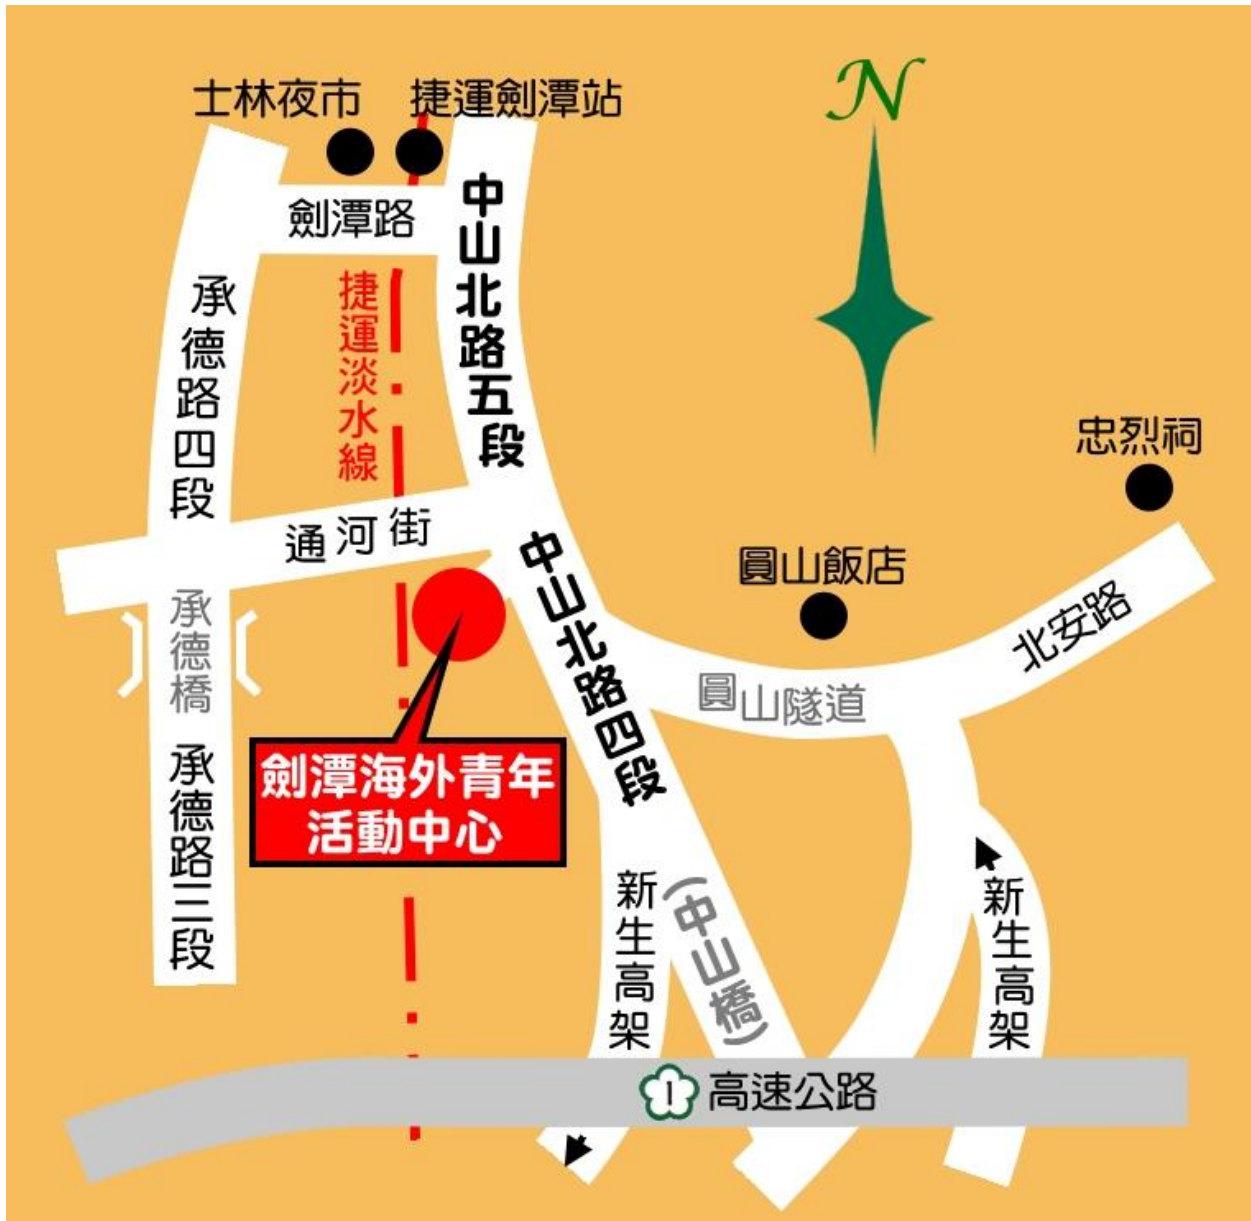 N
士林夜市
捷運劍潭站
劍潭路
中山北路五段
承德路四段
捷運淡水線
忠烈祠
通河街
中山北路四段
圓山飯店
北安路
承德橋
圓山隧道
承德路三段
劍潭海外青年
活動中心
新生高架
(中山橋)
新生高架
1
高速公路